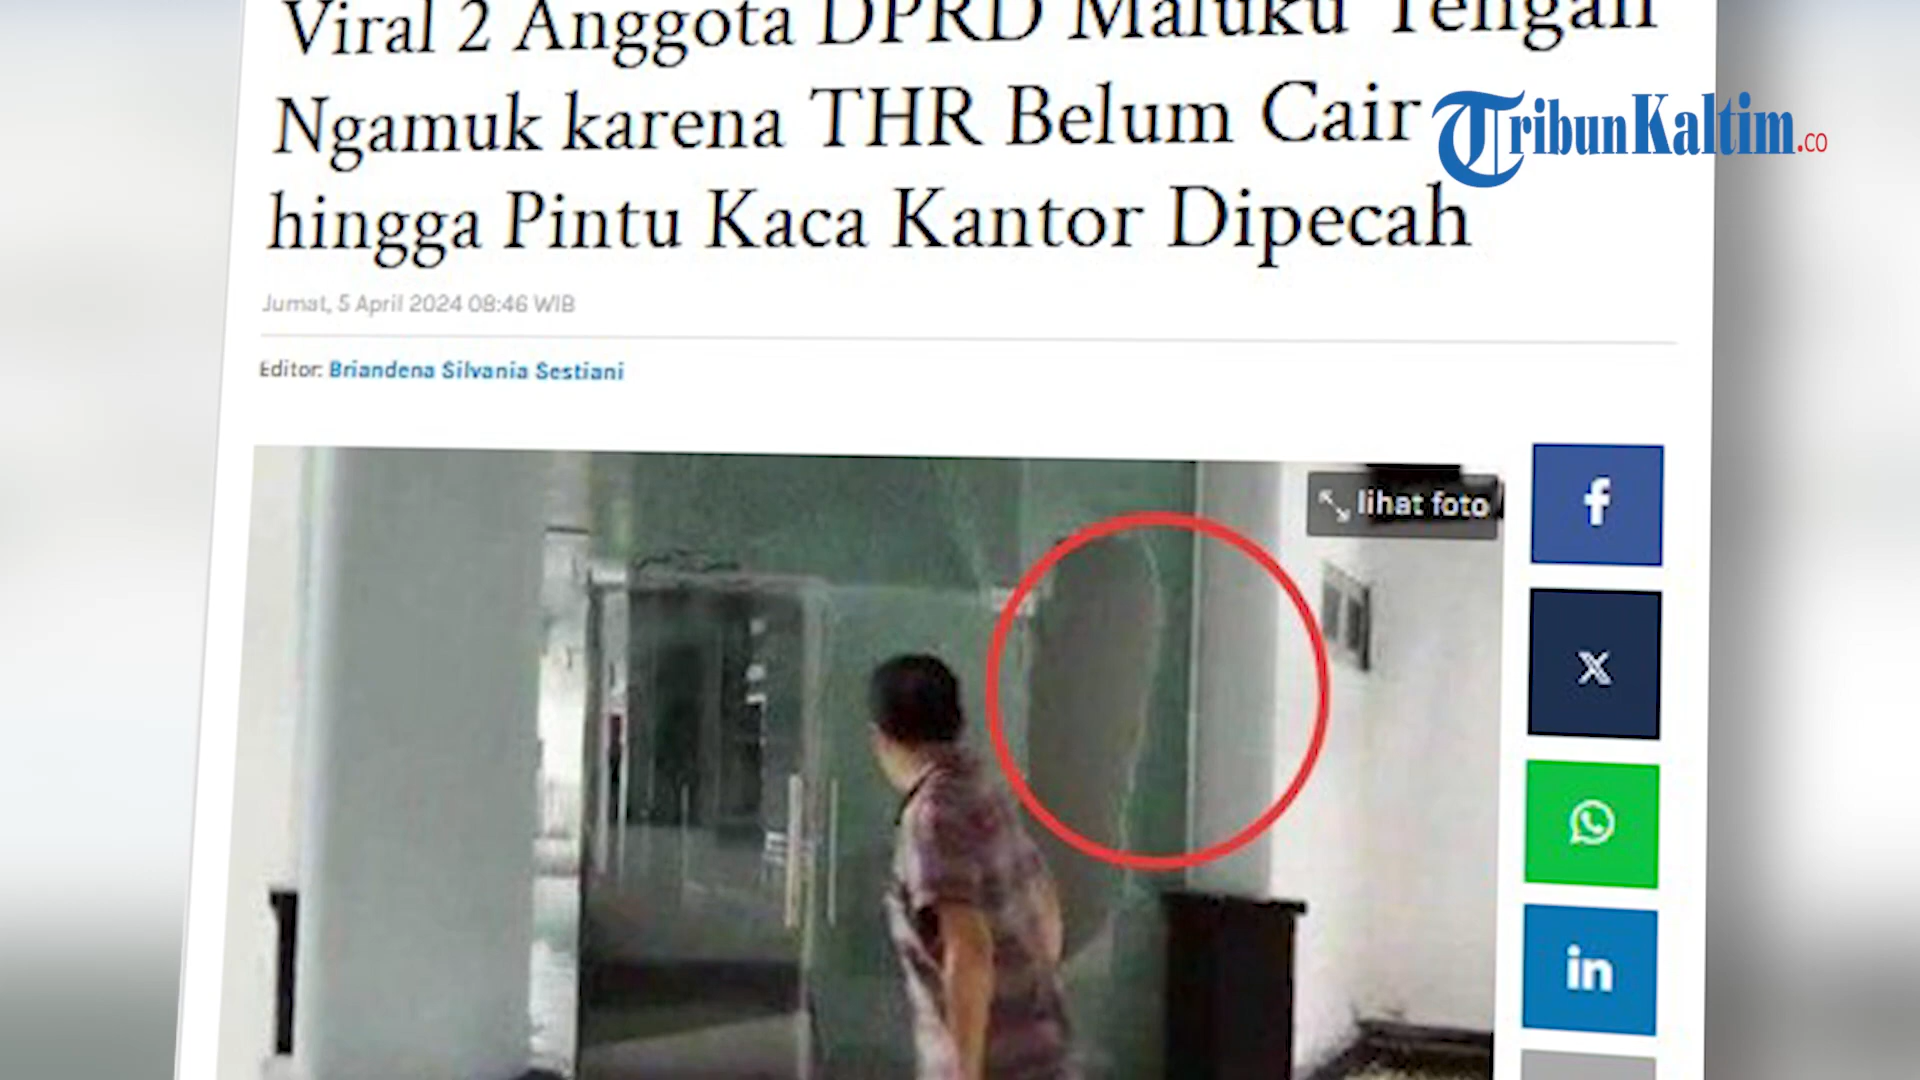 Viral 2 Anggota DPRD Maluku Tengah
Ngamuk karena THR Belum Cair
TribunKaltim.co
hingga Pintu Kaca Kantor Dipecah
Jumat, 5 April 2024 08:46 WIB
Editor: Briandena Silvania Sestiani
lihat foto
f
X
in